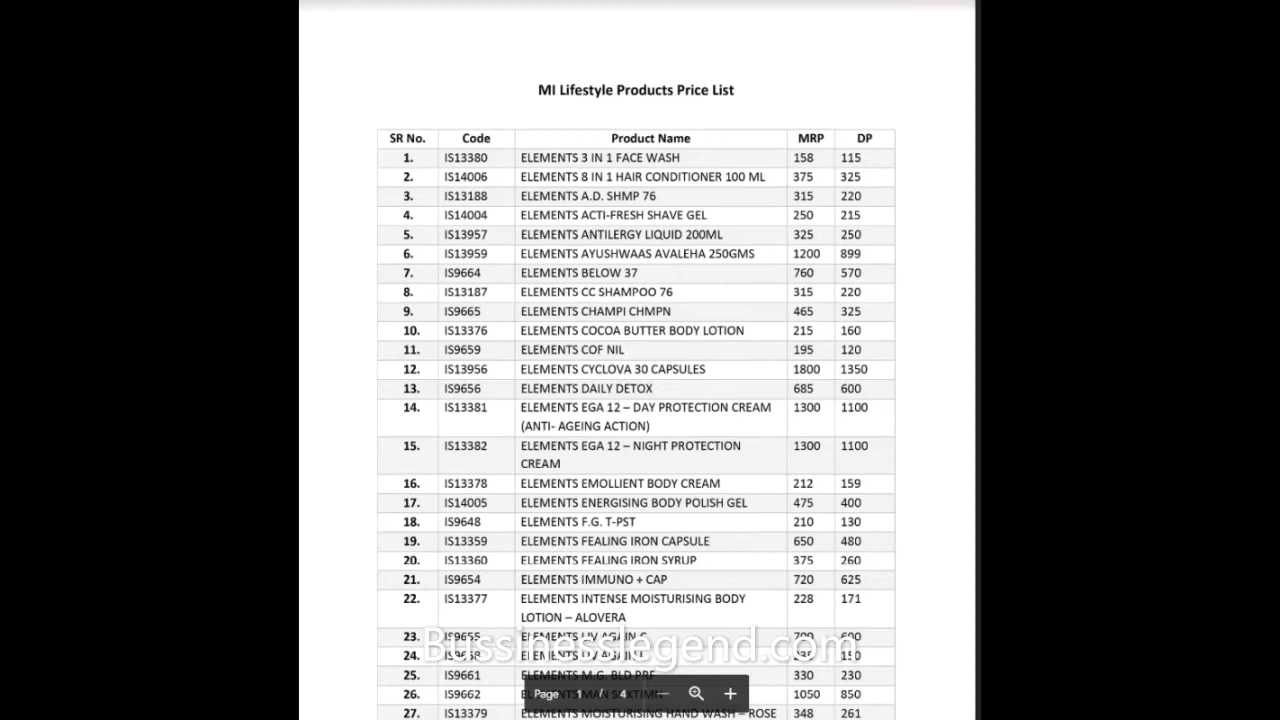 MI Lifestyle Products Price List
SR No. Code Product Name MRP DP
1. IS13380 ELEMENTS 3 IN 1 FACE WASH 158 115
2. IS14006 ELEMENTS 8 IN 1 HAIR CONDITIONER 100 ML 375 325
3. IS13188 ELEMENTS A.D. SHMP 76 315 220
4. IS14004 ELEMENTS ACTI-FRESH SHAVE GEL 250 215
5. IS13957 ELEMENTS ANTILERGY LIQUID 200ML 325 250
6. IS13959 ELEMENTS AYUSHWAAS AVALEHA 250GMS 1200 899
7. IS9664 ELEMENTS BELOW 37 760 570
8. IS13187 ELEMENTS CC SHAMPOO 76 315 220
9. IS9665 ELEMENTS CHAMPI CHMPN 465 325
10. IS13376 ELEMENTS COCOA BUTTER BODY LOTION 215 160
11. IS9659 ELEMENTS COF NIL 195 120
12. IS13956 ELEMENTS CYCLOVA 30 CAPSULES 1800 1350
13. IS9656 ELEMENTS DAILY DETOX 685 600
14. IS13381 ELEMENTS EGA 12 – DAY PROTECTION CREAM 1300 1100
(ANTI- AGEING ACTION)
15. IS13382 ELEMENTS EGA 12 – NIGHT PROTECTION 1300 1100
CREAM
16. IS13378 ELEMENTS EMOLLIENT BODY CREAM 212 159
17. IS14005 ELEMENTS ENERGISING BODY POLISH GEL 475 400
18. IS9648 ELEMENTS F.G. T-PST 210 130
19. IS13359 ELEMENTS FEALING IRON CAPSULE 650 480
20. IS13360 ELEMENTS FEALING IRON SYRUP 375 260
21. IS9654 ELEMENTS IMMUNO + CAP 720 625
22. IS13377 ELEMENTS INTENSE MOISTURISING BODY 228 171
LOTION – ALOVERA
23. IS9655 ELEMENTS LIV AGAIN C 700 600
Bussinesslegend.com
24. ELEMENTS LIV AGAIN
25. IS9661 ELEMENTS M.G. BLD PRF 330 230
26. IS9662 1050 850
Page 1 / 4
27. IS13379 ELEMENTS MOISTURISING HAND WASH – ROSE 348 261